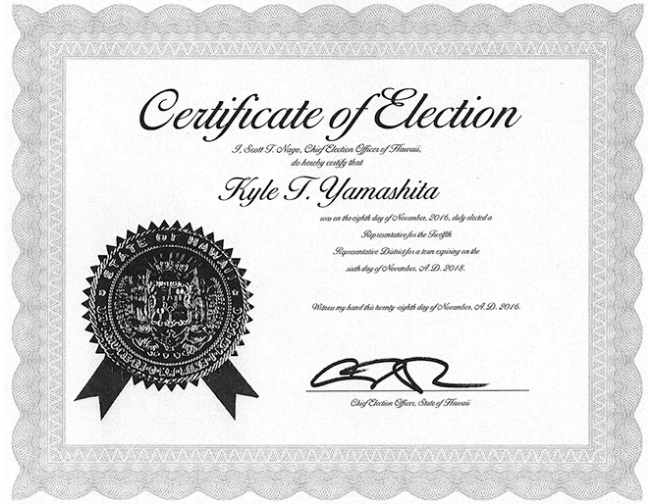 Certificate of Election
I, Scott T. Nago, Chief Election Officer of Hawaii,
do hereby certify that
Kyle T. Yamashita
was on the eighth day of November, 2016, duly elected a
Representative for the Twelfth
Representative District for a term expiring on the
sixth day of November, A.D. 2018.
Witness my hand this twenty-eighth day of November, A.D. 2016.
STATE OF HAWAII
Chief Election Officer, State of Hawaii